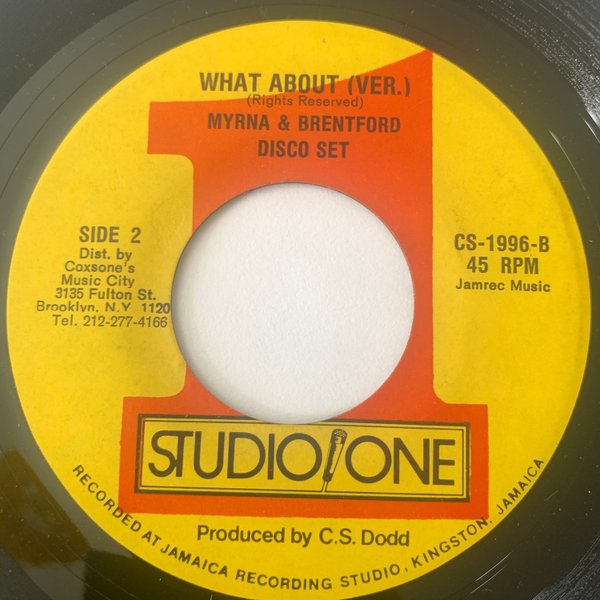 WHAT ABOUT (VER.)
(Rights Reserved)
MYRNA & BRENTFORD
DISCO SET
SIDE 2
Dist. by
Coxsone's
Music City
3135 Fulton St.
Brooklyn, N.Y 1120
Tel. 212-277-4166
CS-1996-B
45 RPM
Jamrec Music
STUDIO ONE
Produced by C.S. Dodd
RECORDED AT JAMAICA RECORDING STUDIO, KINGSTON, JAMAICA